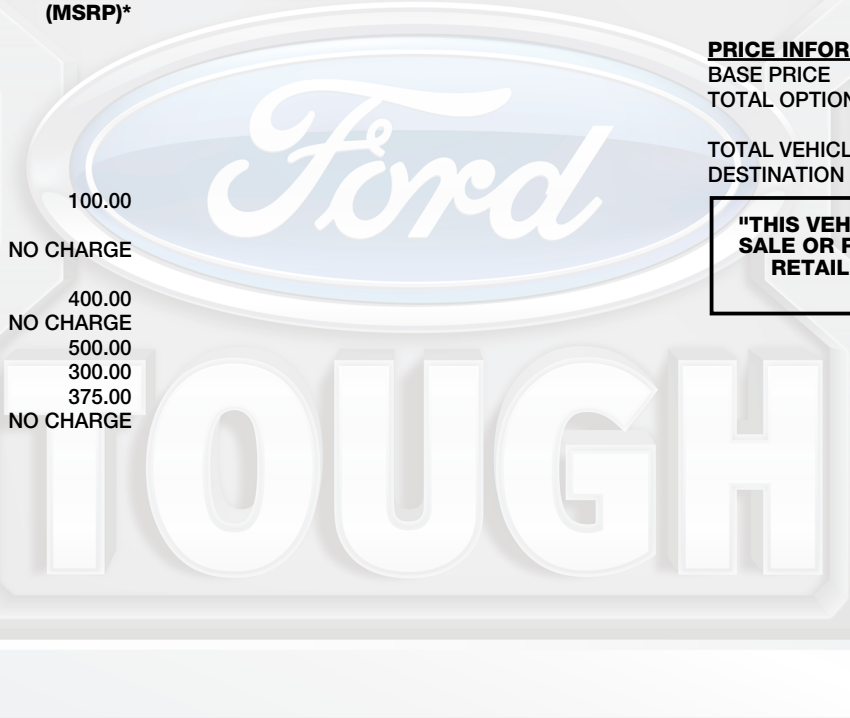 (MSRP)*
100.00
NO CHARGE
400.00
NO CHARGE
500.00
300.00
375.00
NO CHARGE
PRICE INFOR
BASE PRICE
TOTAL OPTION
TOTAL VEHICL
DESTINATION
"THIS VEH
SALE OR F
RETAIL
Ford
TOUGH